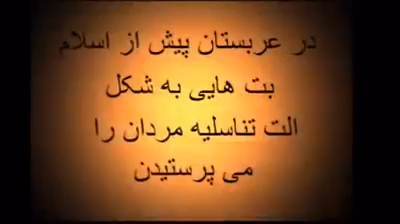 در عربستان پیش از اسلام
بت هایی به شکل
الت تناسلیه مردان را
می پرستیدن